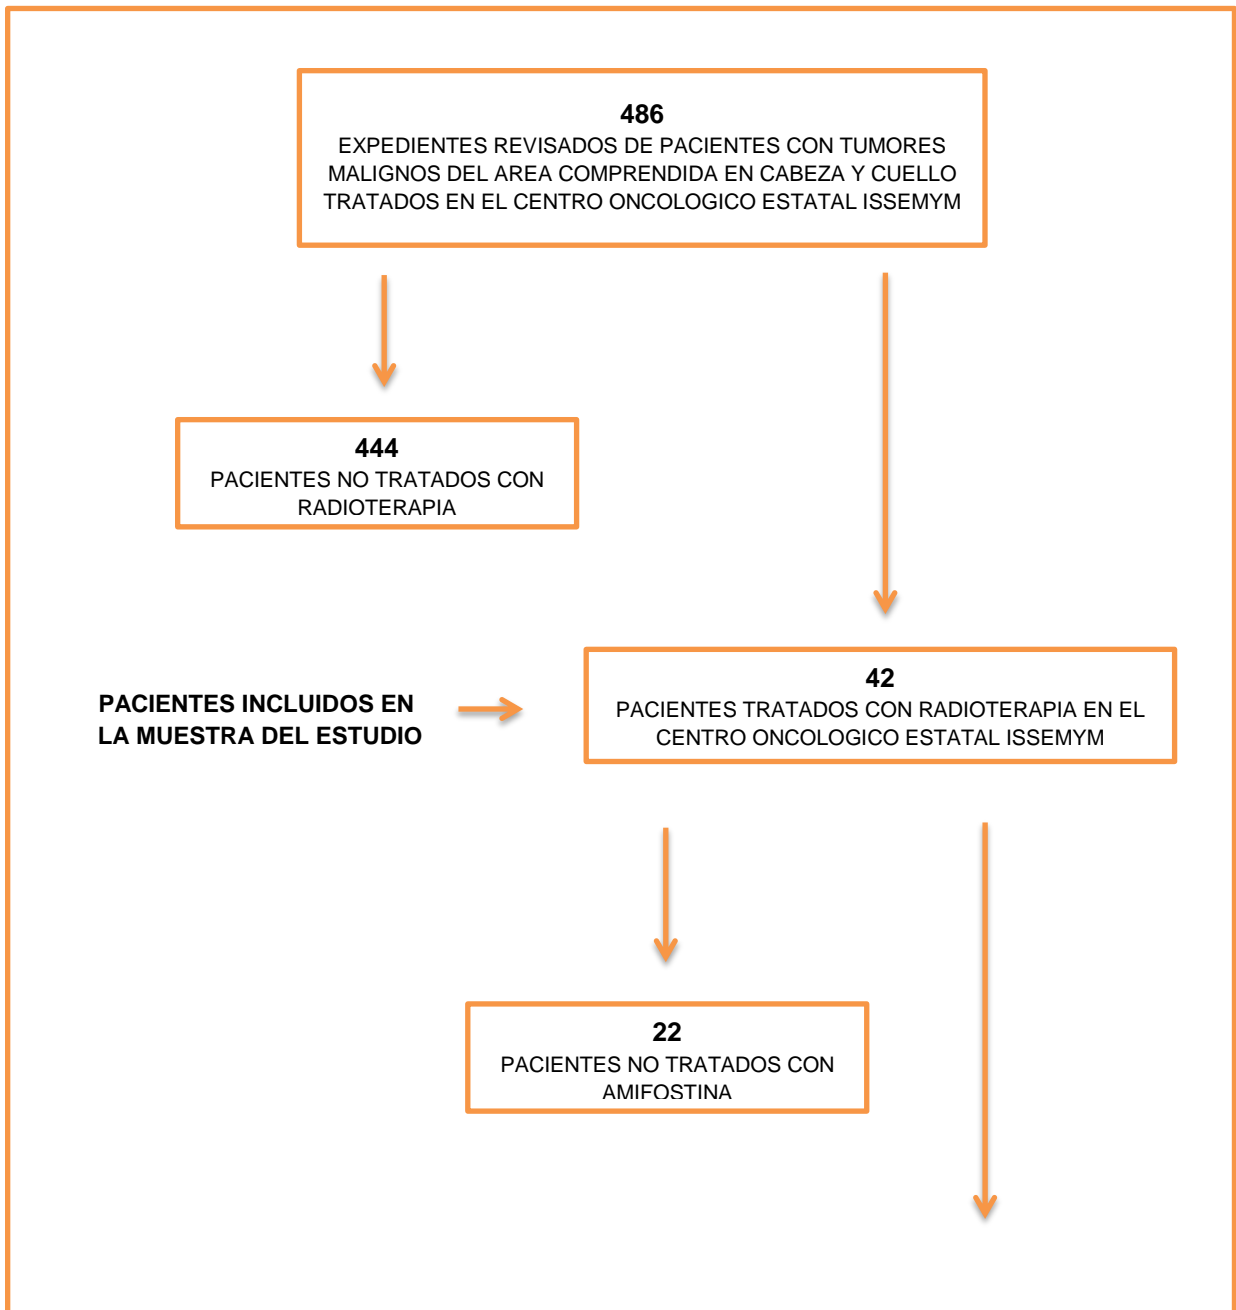 486
EXPEDIENTES REVISADOS DE PACIENTES CON TUMORES
MALIGNOS DEL AREA COMPRENDIDA EN CABEZA Y CUELLO
TRATADOS EN EL CENTRO ONCOLOGICO ESTATAL ISSEMYM
444
PACIENTES NO TRATADOS CON
RADIOTERAPIA
PACIENTES INCLUIDOS EN
LA MUESTRA DEL ESTUDIO
42
PACIENTES TRATADOS CON RADIOTERAPIA EN EL
CENTRO ONCOLOGICO ESTATAL ISSEMYM
22
PACIENTES NO TRATADOS CON
AMIFOSTINA